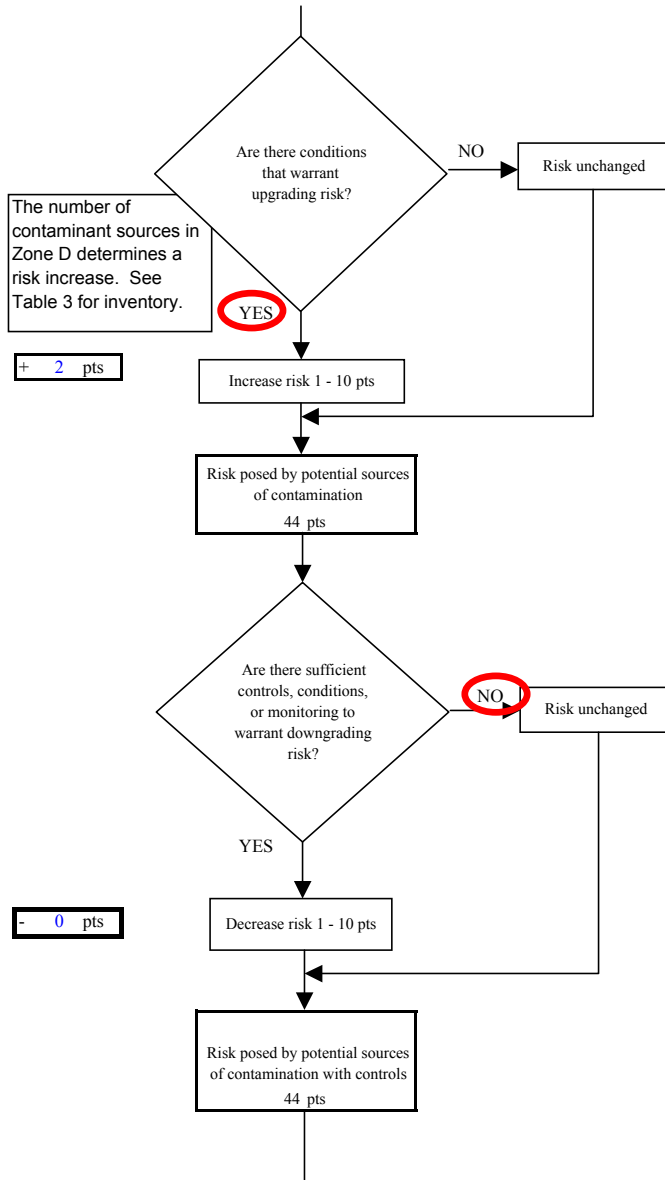 Are there conditions
that warrant
upgrading risk?
NO
Risk unchanged
The number of
contaminant sources in
Zone D determines a
risk increase.  See
Table 3 for inventory.
YES
+ 2 pts
Increase risk 1 - 10 pts
Risk posed by potential sources
of contamination
44 pts
Are there sufficient
controls, conditions,
or monitoring to
warrant downgrading
risk?
NO
Risk unchanged
YES
- 0 pts
Decrease risk 1 - 10 pts
Risk posed by potential sources
of contamination with controls
44 pts